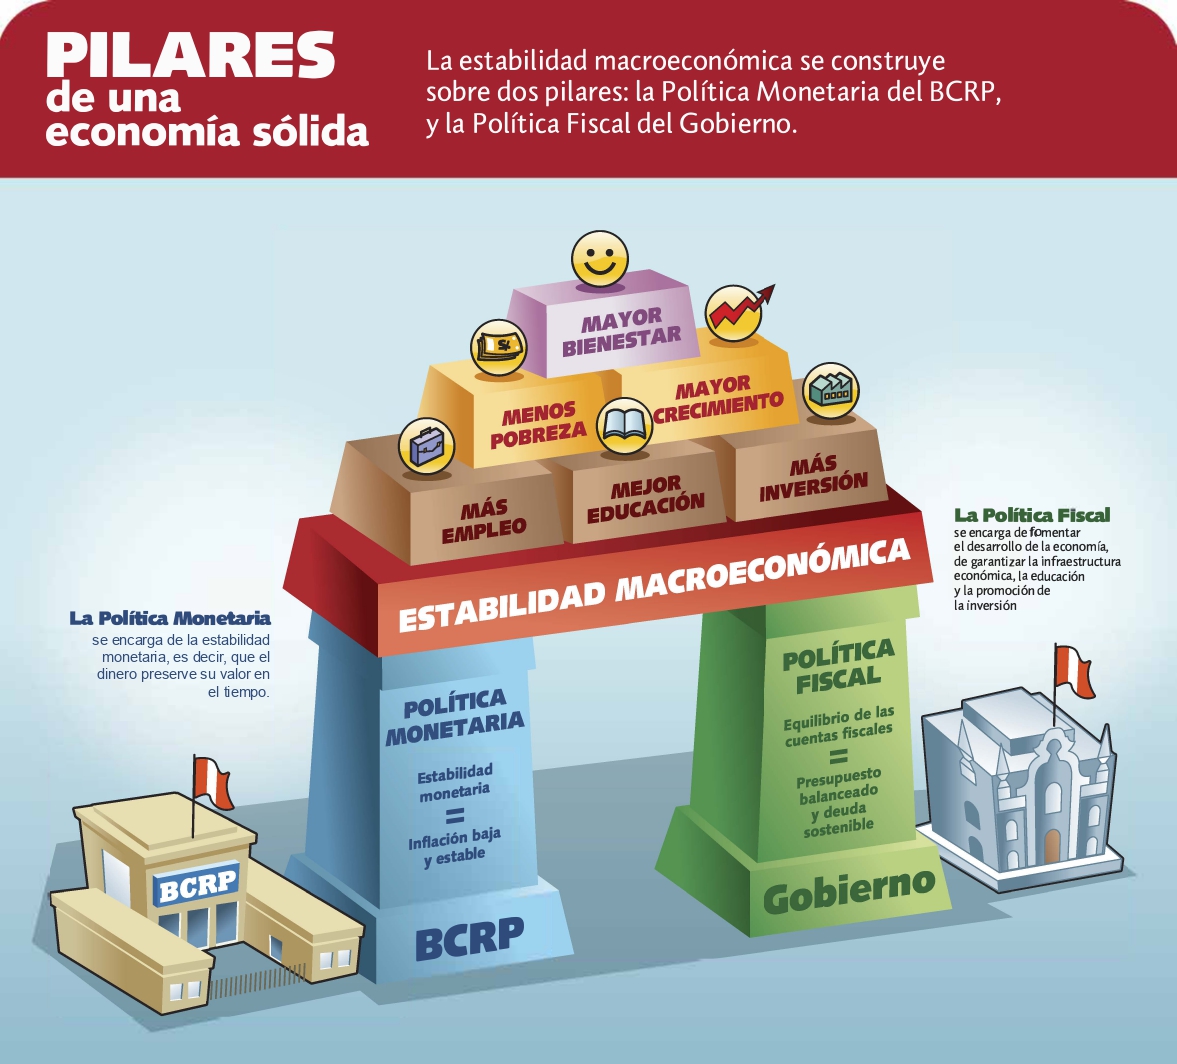 PILARES
de una
economía sólida
La estabilidad macroeconómica se construye
sobre dos pilares: la Política Monetaria del BCRP,
y la Política Fiscal del Gobierno.
MAYOR
BIENESTAR
S/.
MENOS
POBREZA
MAYOR
CRECIMIENTO
MÁS
EMPLEO
MEJOR
EDUCACIÓN
MÁS
INVERSIÓN
ESTABILIDAD MACROECONÓMICA
La Política Monetaria
se encarga de la estabilidad
monetaria, es decir, que el
dinero preserve su valor en
el tiempo.
La Política Fiscal
se encarga de fomentar
el desarrollo de la economía,
de garantizar la infraestructura
económica, la educación
y la promoción de
la inversión
POLÍTICA
MONETARIA
Estabilidad
monetaria
=
Inflación baja
y estable
BCRP
POLÍTICA
FISCAL
Equilibrio de las
cuentas fiscales
=
Presupuesto
balanceado
y deuda
sostenible
Gobierno
BCRP